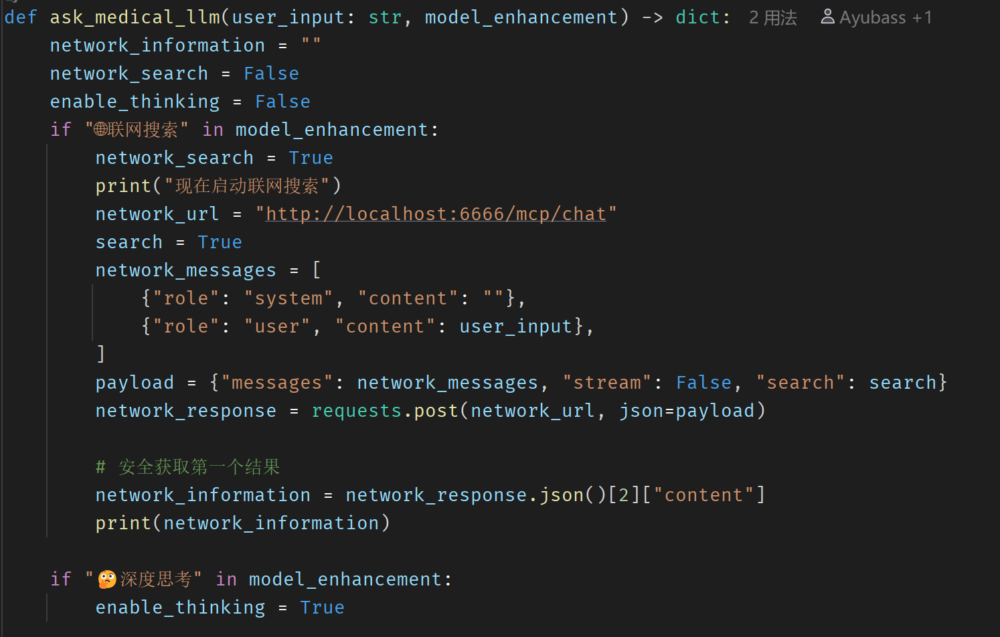 def ask_medical_llm(user_input: str, model_enhancement) -> dict: 2 用法 Ayubass +1
    network_information = ""
    network_search = False
    enable_thinking = False
    if "🌐联网搜索" in model_enhancement:
        network_search = True
        print("现在启动联网搜索")
        network_url = "http://localhost:6666/mcp/chat"
        search = True
        network_messages = [
            {"role": "system", "content": ""},
            {"role": "user", "content": user_input},
        ]
        payload = {"messages": network_messages, "stream": False, "search": search}
        network_response = requests.post(network_url, json=payload)

        # 安全获取第一个结果
        network_information = network_response.json()[2]["content"]
        print(network_information)

    if "🤔深度思考" in model_enhancement:
        enable_thinking = True